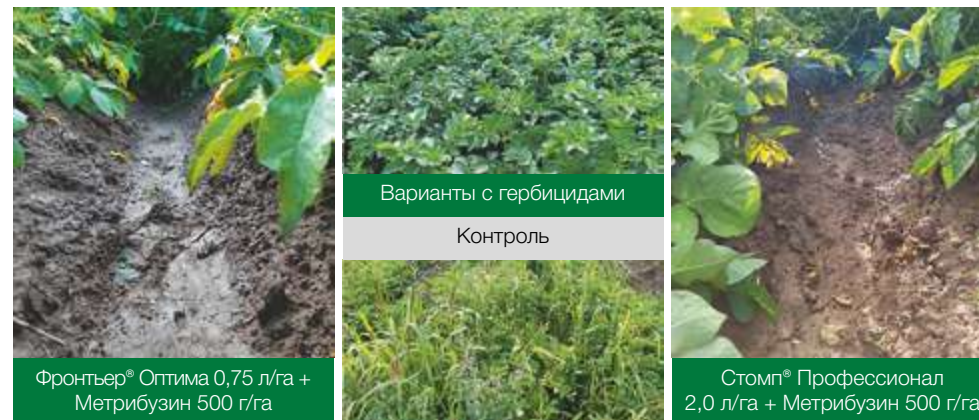 Варианты с гербицидами
Контроль
Фронтьер® Оптима 0,75 л/га +
Метрибузин 500 г/га
Стомп® Профессионал
2,0 л/га + Метрибузин 500 г/га